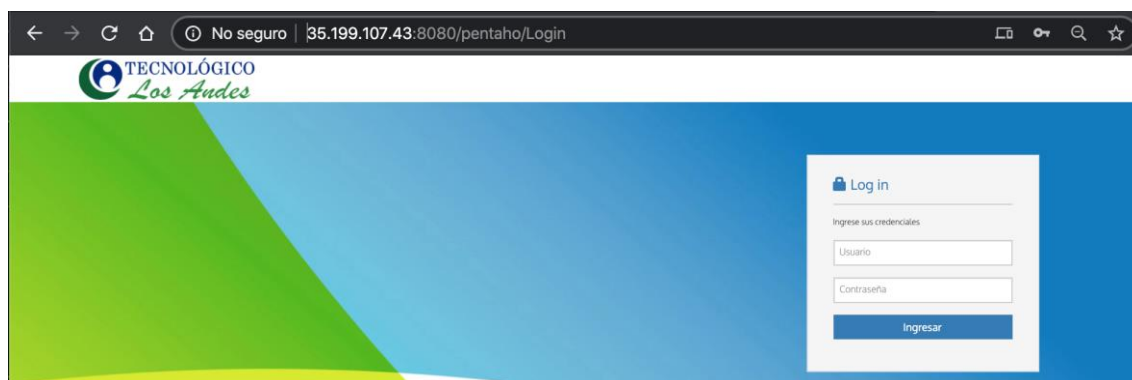 No seguro | 35.199.107.43:8080/pentaho/Login
TECNOLÓGICO
Los Andes
Log in
Ingrese sus credenciales
Usuario
Contraseña
Ingresar